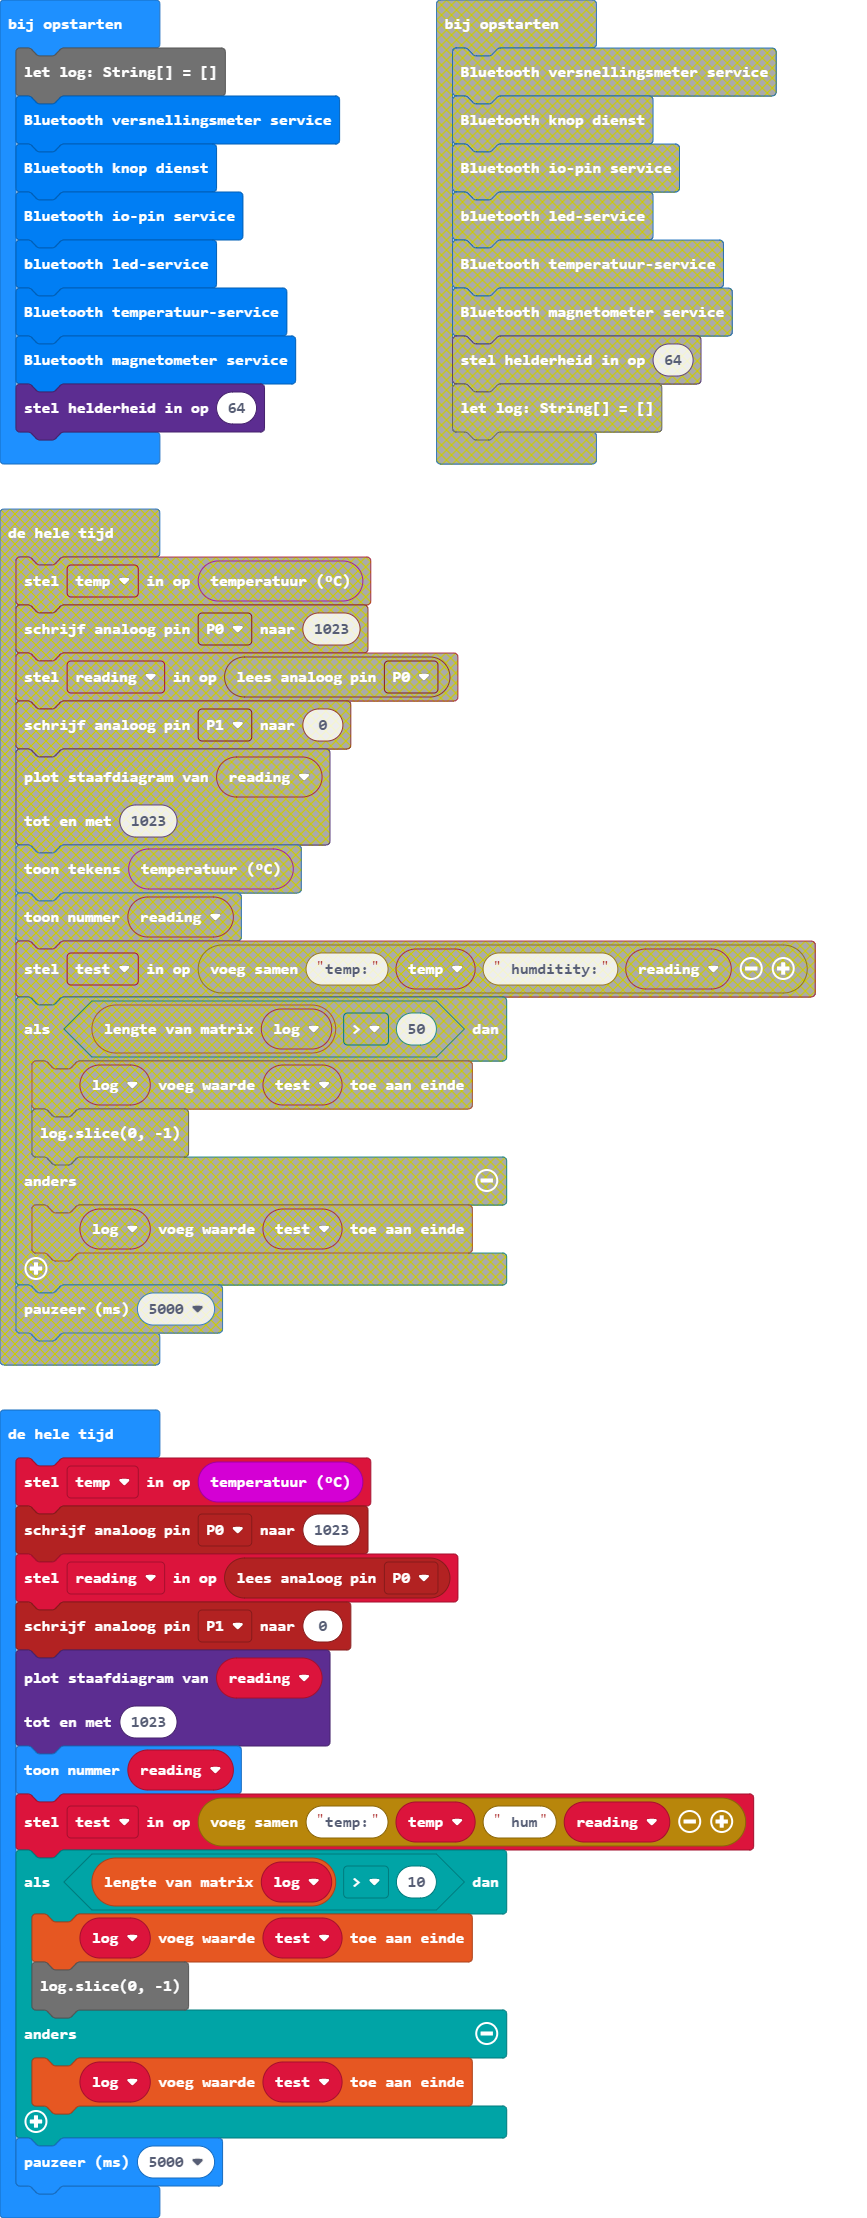 bij opstarten
let log: String[] = []
Bluetooth versnellingsmeter service
Bluetooth knop dienst
Bluetooth io-pin service
bluetooth led-service
Bluetooth temperatuur-service
Bluetooth magnetometer service
stel helderheid in op 64
bij opstarten
Bluetooth versnellingsmeter service
Bluetooth knop dienst
Bluetooth io-pin service
bluetooth led-service
Bluetooth temperatuur-service
Bluetooth magnetometer service
stel helderheid in op 64
let log: String[] = []
de hele tijd
stel temp in op temperatuur (ºC)
schrijf analoog pin P0 naar 1023
stel reading in op lees analoog pin P0
schrijf analoog pin P1 naar 0
plot staafdiagram van reading
tot en met 1023
toon tekens temperatuur (ºC)
toon nummer reading
stel test in op voeg samen "temp:" temp " humditity:" reading
als lengte van matrix log > 50 dan
log voeg waarde test toe aan einde
log.slice(0, -1)
anders
log voeg waarde test toe aan einde
pauzeer (ms) 5000
de hele tijd
stel temp in op temperatuur (ºC)
schrijf analoog pin P0 naar 1023
stel reading in op lees analoog pin P0
schrijf analoog pin P1 naar 0
plot staafdiagram van reading
tot en met 1023
toon nummer reading
stel test in op voeg samen "temp:" temp " hum" reading
als lengte van matrix log > 10 dan
log voeg waarde test toe aan einde
log.slice(0, -1)
anders
log voeg waarde test toe aan einde
pauzeer (ms) 5000